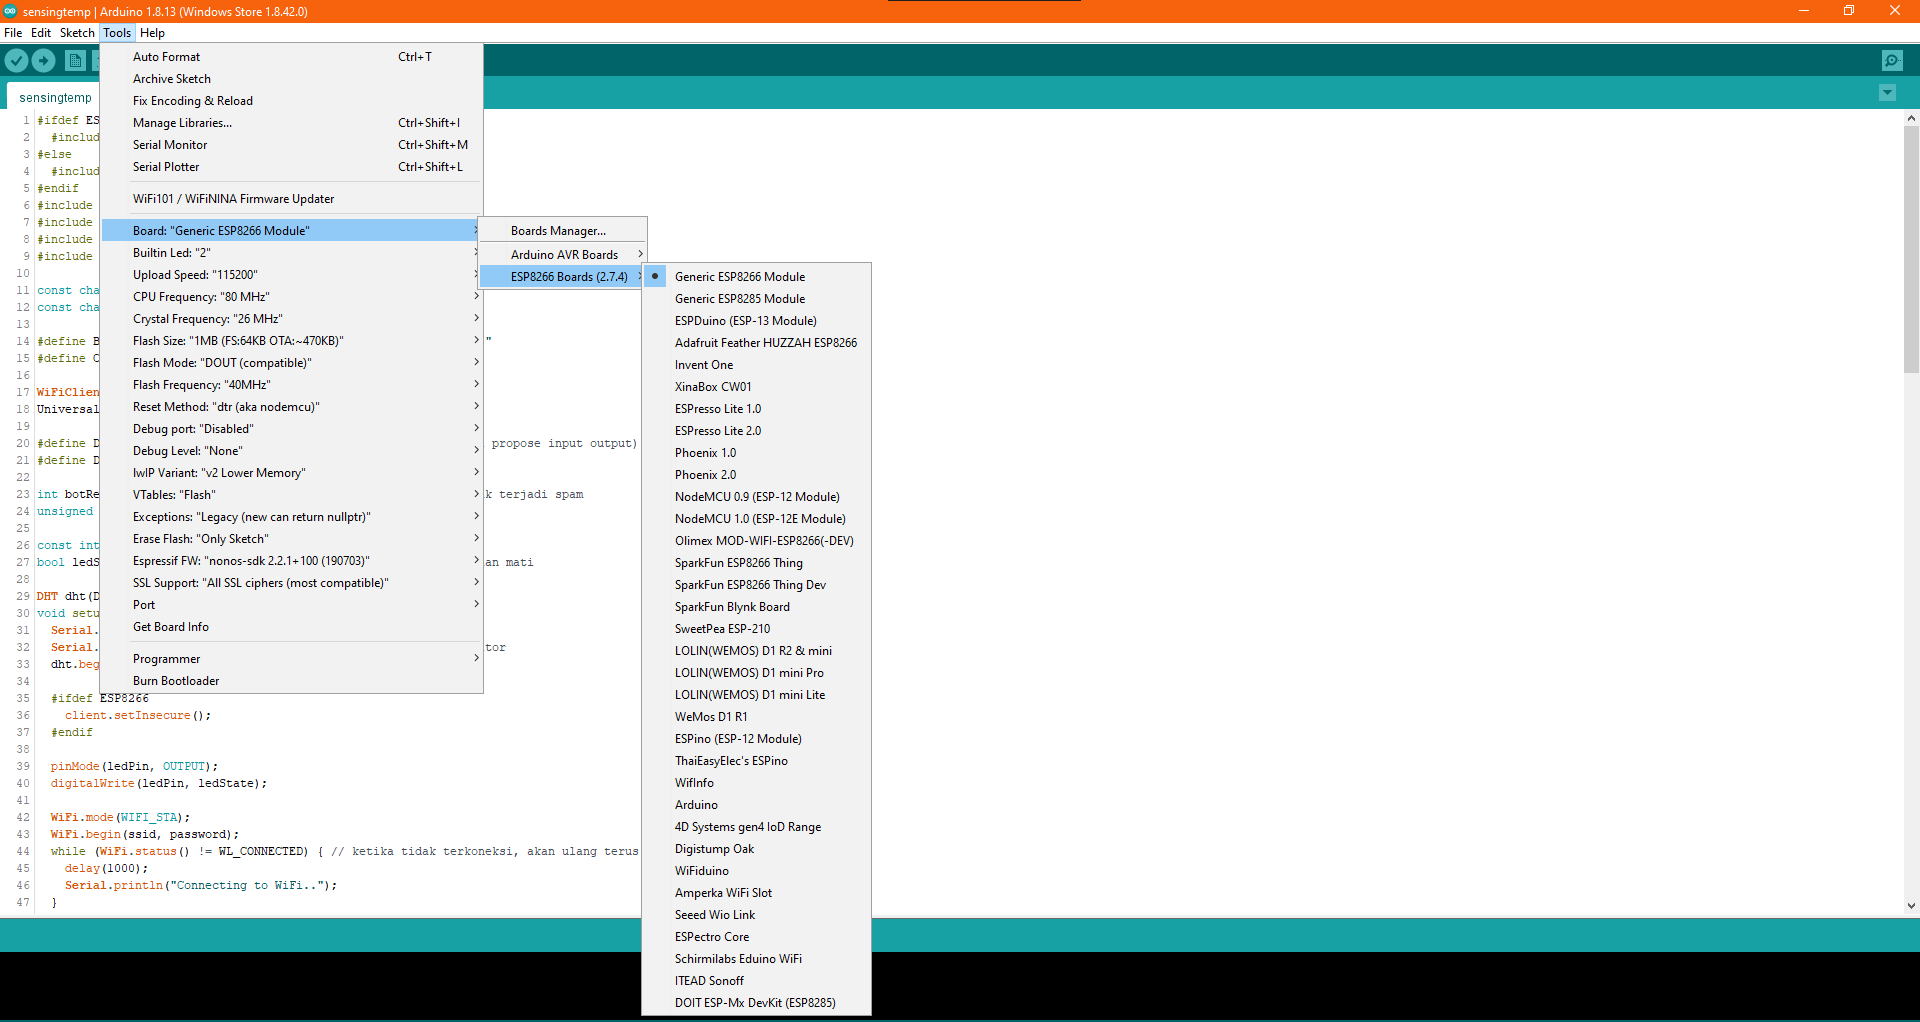 sensingtemp | Arduino 1.8.13 (Windows Store 1.8.42.0)
File Edit Sketch Tools Help
sensingtemp
Auto Format Ctrl+T
Archive Sketch
Fix Encoding & Reload
Manage Libraries... Ctrl+Shift+I
Serial Monitor Ctrl+Shift+M
Serial Plotter Ctrl+Shift+L
WiFi101 / WiFiNINA Firmware Updater
Board: "Generic ESP8266 Module"
Builtin Led: "2"
Upload Speed: "115200"
CPU Frequency: "80 MHz"
Crystal Frequency: "26 MHz"
Flash Size: "1MB (FS:64KB OTA:~470KB)"
Flash Mode: "DOUT (compatible)"
Flash Frequency: "40MHz"
Reset Method: "dtr (aka nodemcu)"
Debug port: "Disabled"
Debug Level: "None"
lwIP Variant: "v2 Lower Memory"
VTables: "Flash"
Exceptions: "Legacy (new can return nullptr)"
Erase Flash: "Only Sketch"
Espressif FW: "nonos-sdk 2.2.1+100 (190703)"
SSL Support: "All SSL ciphers (most compatible)"
Port
Get Board Info
Programmer
Burn Bootloader
Boards Manager...
Arduino AVR Boards
ESP8266 Boards (2.7.4)
Generic ESP8266 Module
Generic ESP8285 Module
ESPDuino (ESP-13 Module)
Adafruit Feather HUZZAH ESP8266
Invent One
XinaBox CW01
ESPresso Lite 1.0
ESPresso Lite 2.0
Phoenix 1.0
Phoenix 2.0
NodeMCU 0.9 (ESP-12 Module)
NodeMCU 1.0 (ESP-12E Module)
Olimex MOD-WIFI-ESP8266(-DEV)
SparkFun ESP8266 Thing
SparkFun ESP8266 Thing Dev
SparkFun Blynk Board
SweetPea ESP-210
LOLIN(WEMOS) D1 R2 & mini
LOLIN(WEMOS) D1 mini Pro
LOLIN(WEMOS) D1 mini Lite
WeMos D1 R1
ESPino (ESP-12 Module)
ThaiEasyElec's ESPino
WifInfo
Arduino
4D Systems gen4 IoD Range
Digistump Oak
WiFiduino
Amperka WiFi Slot
Seeed Wio Link
ESPectro Core
Schirmilabs Eduino WiFi
ITEAD Sonoff
DOIT ESP-Mx DevKit (ESP8285)
1 #ifdef ES
2 #includ
3 #else
4 #includ
5 #endif
6 #include
7 #include
8 #include
9 #include
10
11 const cha
12 const cha
13
14 #define B "
15 #define C
16
17 WiFiClien
18 Universal
19
20 #define D propose input output)
21 #define D
22
23 int botRe k terjadi spam
24 unsigned
25
26 const int
27 bool ledS an mati
28
29 DHT dht(D
30 void setu
31 Serial.
32 Serial. tor
33 dht.beg
34
35 #ifdef ESP8266
36 client.setInsecure();
37 #endif
38
39 pinMode(ledPin, OUTPUT);
40 digitalWrite(ledPin, ledState);
41
42 WiFi.mode(WIFI_STA);
43 WiFi.begin(ssid, password);
44 while (WiFi.status() != WL_CONNECTED) { // ketika tidak terkoneksi, akan ulang terus
45 delay(1000);
46 Serial.println("Connecting to WiFi..");
47 }